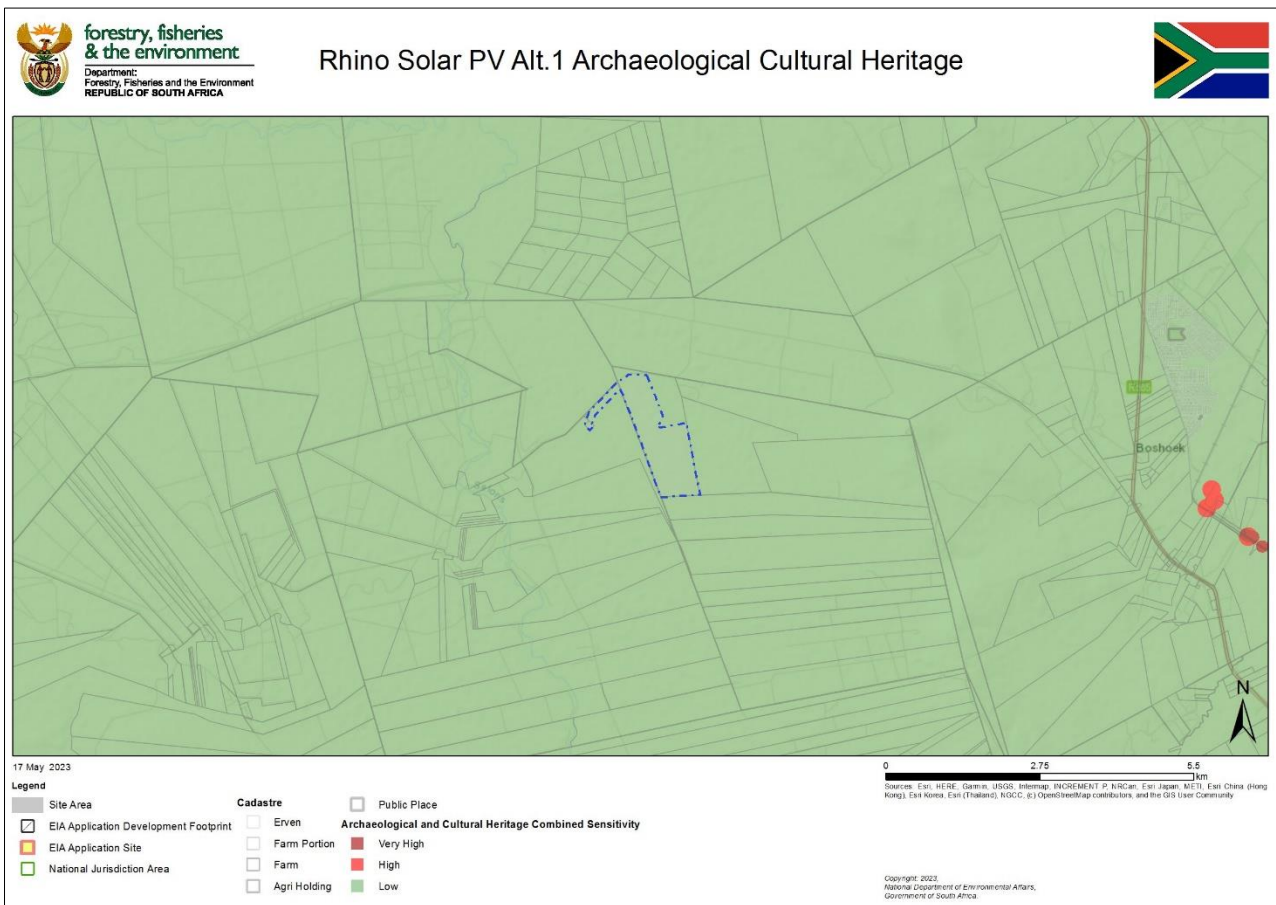 forestry, fisheries
& the environment
Department:
Forestry, Fisheries and the Environment
REPUBLIC OF SOUTH AFRICA
Rhino Solar PV Alt.1 Archaeological Cultural Heritage
Boshoek
N
17 May 2023
0 2.75 5.5
km
Sources: Esri, HERE, Garmin, USGS, Intermap, INCREMENT P, NRCan, Esri Japan, METI, Esri China (Hong
Kong), Esri Korea, Esri (Thailand), NGCC, (c) OpenStreetMap contributors, and the GIS User Community
Legend
Site Area
EIA Application Development Footprint
EIA Application Site
National Jurisdiction Area
Cadastre
Erven
Farm Portion
Farm
Agri Holding
Public Place
Archaeological and Cultural Heritage Combined Sensitivity
Very High
High
Low
Copyright: 2023,
National Department of Environmental Affairs,
Government of South Africa.